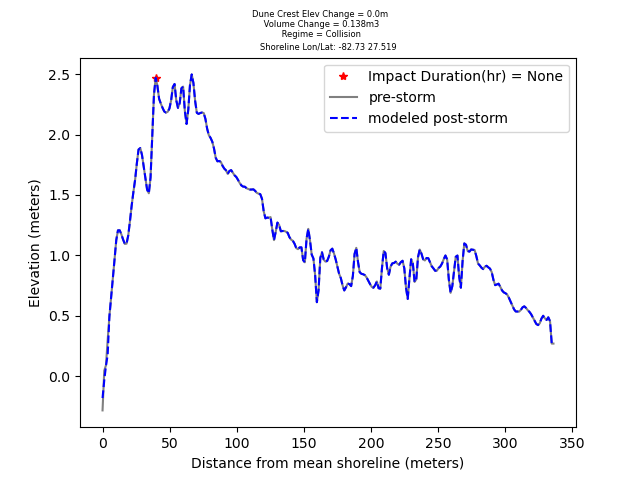 Dune Crest Elev Change = 0.0m
Volume Change = 0.138m3
Regime = Collision
Shoreline Lon/Lat: -82.73 27.519
Impact Duration(hr) = None
pre-storm
modeled post-storm
2.5
2.0
1.5
1.0
0.5
0.0
Elevation (meters)
0 50 100 150 200 250 300 350
Distance from mean shoreline (meters)